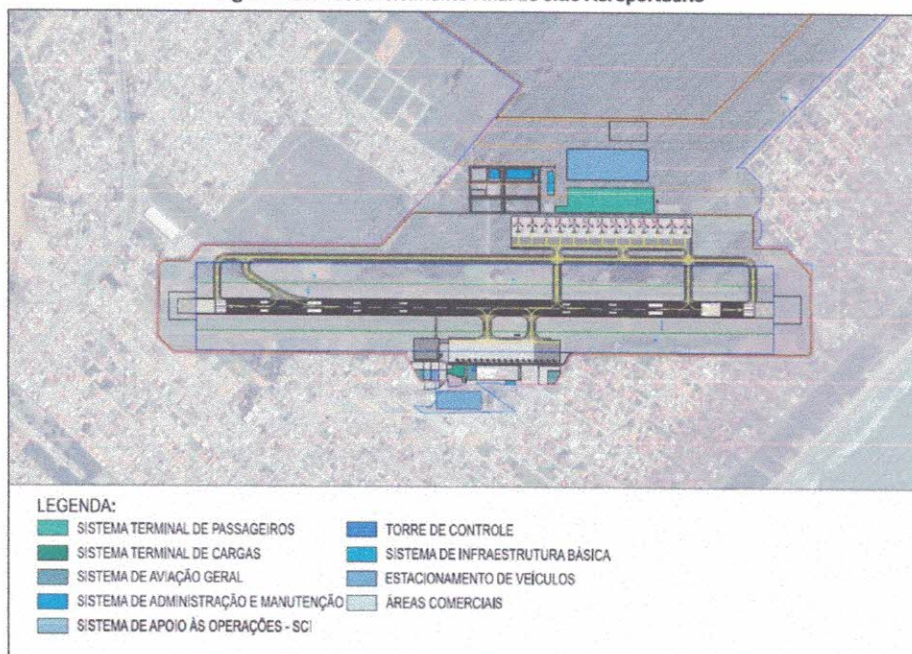 LEGENDA:
SISTEMA TERMINAL DE PASSAGEIROS
SISTEMA TERMINAL DE CARGAS
SISTEMA DE AVIAÇÃO GERAL
SISTEMA DE ADMINISTRAÇÃO E MANUTENÇÃO
SISTEMA DE APOIO ÀS OPERAÇÕES - SCI
TORRE DE CONTROLE
SISTEMA DE INFRAESTRUTURA BÁSICA
ESTACIONAMENTO DE VEÍCULOS
ÁREAS COMERCIAIS